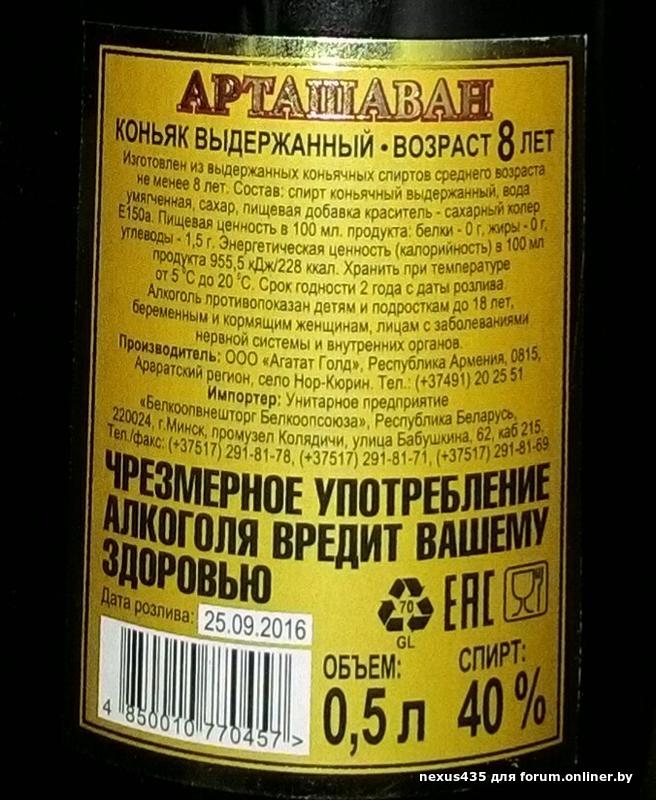 АРТАШАВАН
КОНЬЯК ВЫДЕРЖАННЫЙ • ВОЗРАСТ 8 ЛЕТ
Изготовлен из выдержанных коньячных спиртов среднего возраста
не менее 8 лет. Состав: спирт коньячный выдержанный, вода
умягченная, сахар, пищевая добавка краситель - сахарный колер
Е150а. Пищевая ценность в 100 мл. продукта: белки - 0 г, жиры - 0 г,
углеводы - 1,5 г. Энергетическая ценность (калорийность) в 100 мл
продукта 955,5 кДж/228 ккал. Хранить при температуре
от 5 °С до 20 °С. Срок годности 2 года с даты розлива.
Алкоголь противопоказан детям и подросткам до 18 лет,
беременным и кормящим женщинам, лицам с заболеваниями
нервной системы и внутренних органов.
Производитель: ООО «Агатат Голд», Республика Армения, 0815,
Араратский регион, село Нор-Кюрин. Тел.: (+37491) 20 25 51
Импортер: Унитарное предприятие
«Белкоопвнешторг Белкоопсоюза», Республика Беларусь,
220024, г.Минск, промузел Колядичи, улица Бабушкина, 62, каб 215.
Тел./факс: (+37517) 291-81-78, (+37517) 291-81-71, (+37517) 291-81-69
ЧРЕЗМЕРНОЕ УПОТРЕБЛЕНИЕ
АЛКОГОЛЯ ВРЕДИТ ВАШЕМУ
ЗДОРОВЬЮ
Дата розлива: 25.09.2016
70
GL
EAC
4 850010 770457 >
ОБЪЕМ:
0,5 л
СПИРТ:
40 %
nexus435 для forum.onliner.by